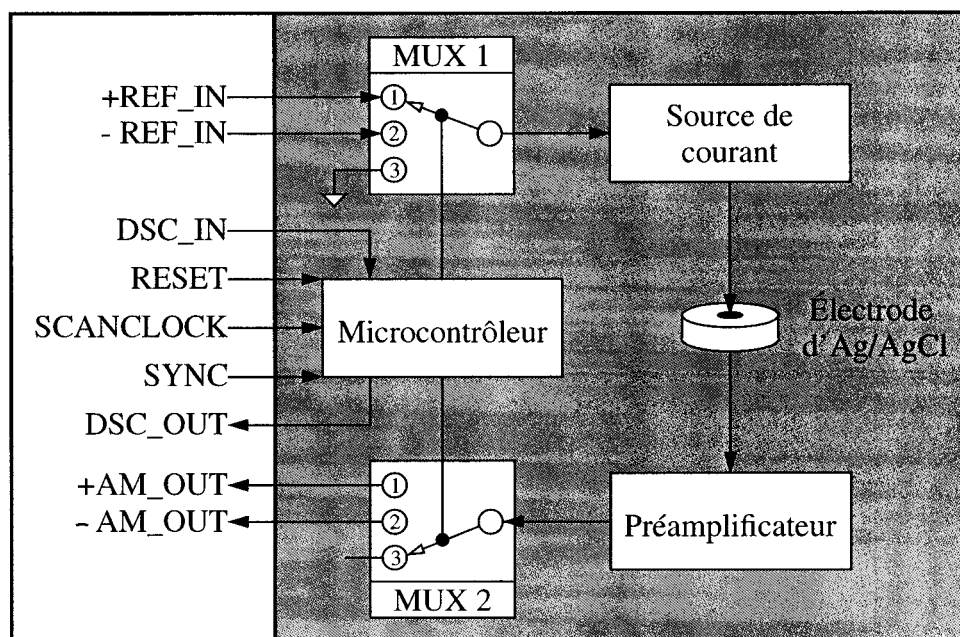 MUX 1
+REF_IN
- REF_IN
1
2
3
Source de
courant
DSC_IN
RESET
SCANCLOCK
SYNC
DSC_OUT
Microcontrôleur
Électrode
d'Ag/AgCl
+AM_OUT
- AM_OUT
1
2
3
Préamplificateur
MUX 2